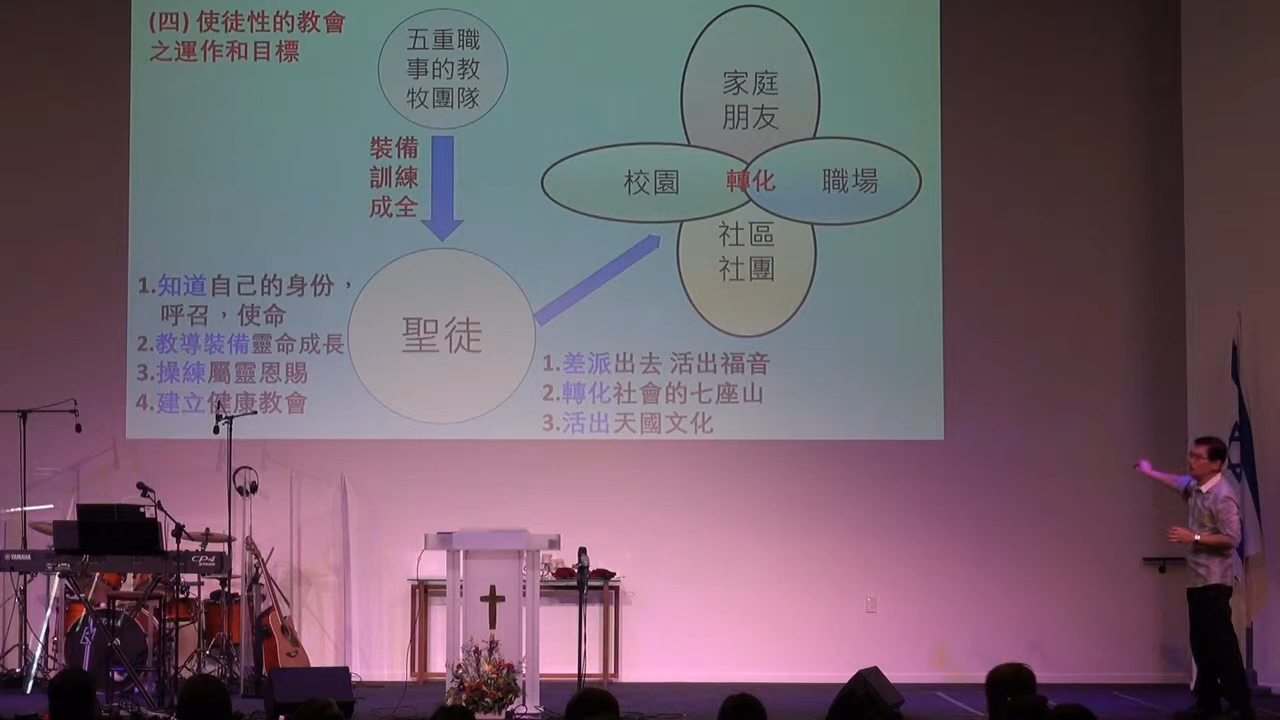 (四) 使徒性的教會
之運作和目標
五重職
事的教
牧團隊
裝備
訓練
成全
聖徒
1.知道自己的身份，
呼召，使命
2.教導裝備靈命成長
3.操練屬靈恩賜
4.建立健康教會
家庭
朋友
校園
轉化
職場
社區
社團
1.差派出去 活出福音
2.轉化社會的七座山
3.活出天國文化
YAMAHA
CP4